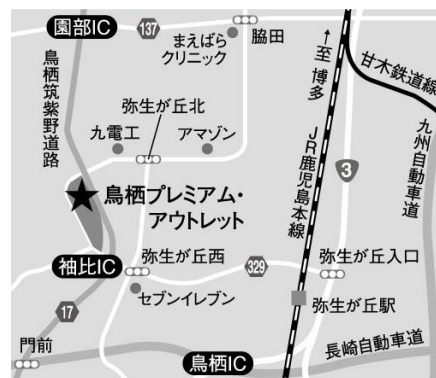 園部IC
137
まえばら
クリニック
脇田
←至 博多
甘木鉄道線
鳥栖筑紫野道路
弥生が丘北
九電工
アマゾン
JR鹿児島本線
3
九州自動車道
鳥栖プレミアム・
アウトレット
袖比IC
弥生が丘西
329
弥生が丘入口
セブンイレブン
弥生が丘駅
17
門前
鳥栖IC
長崎自動車道